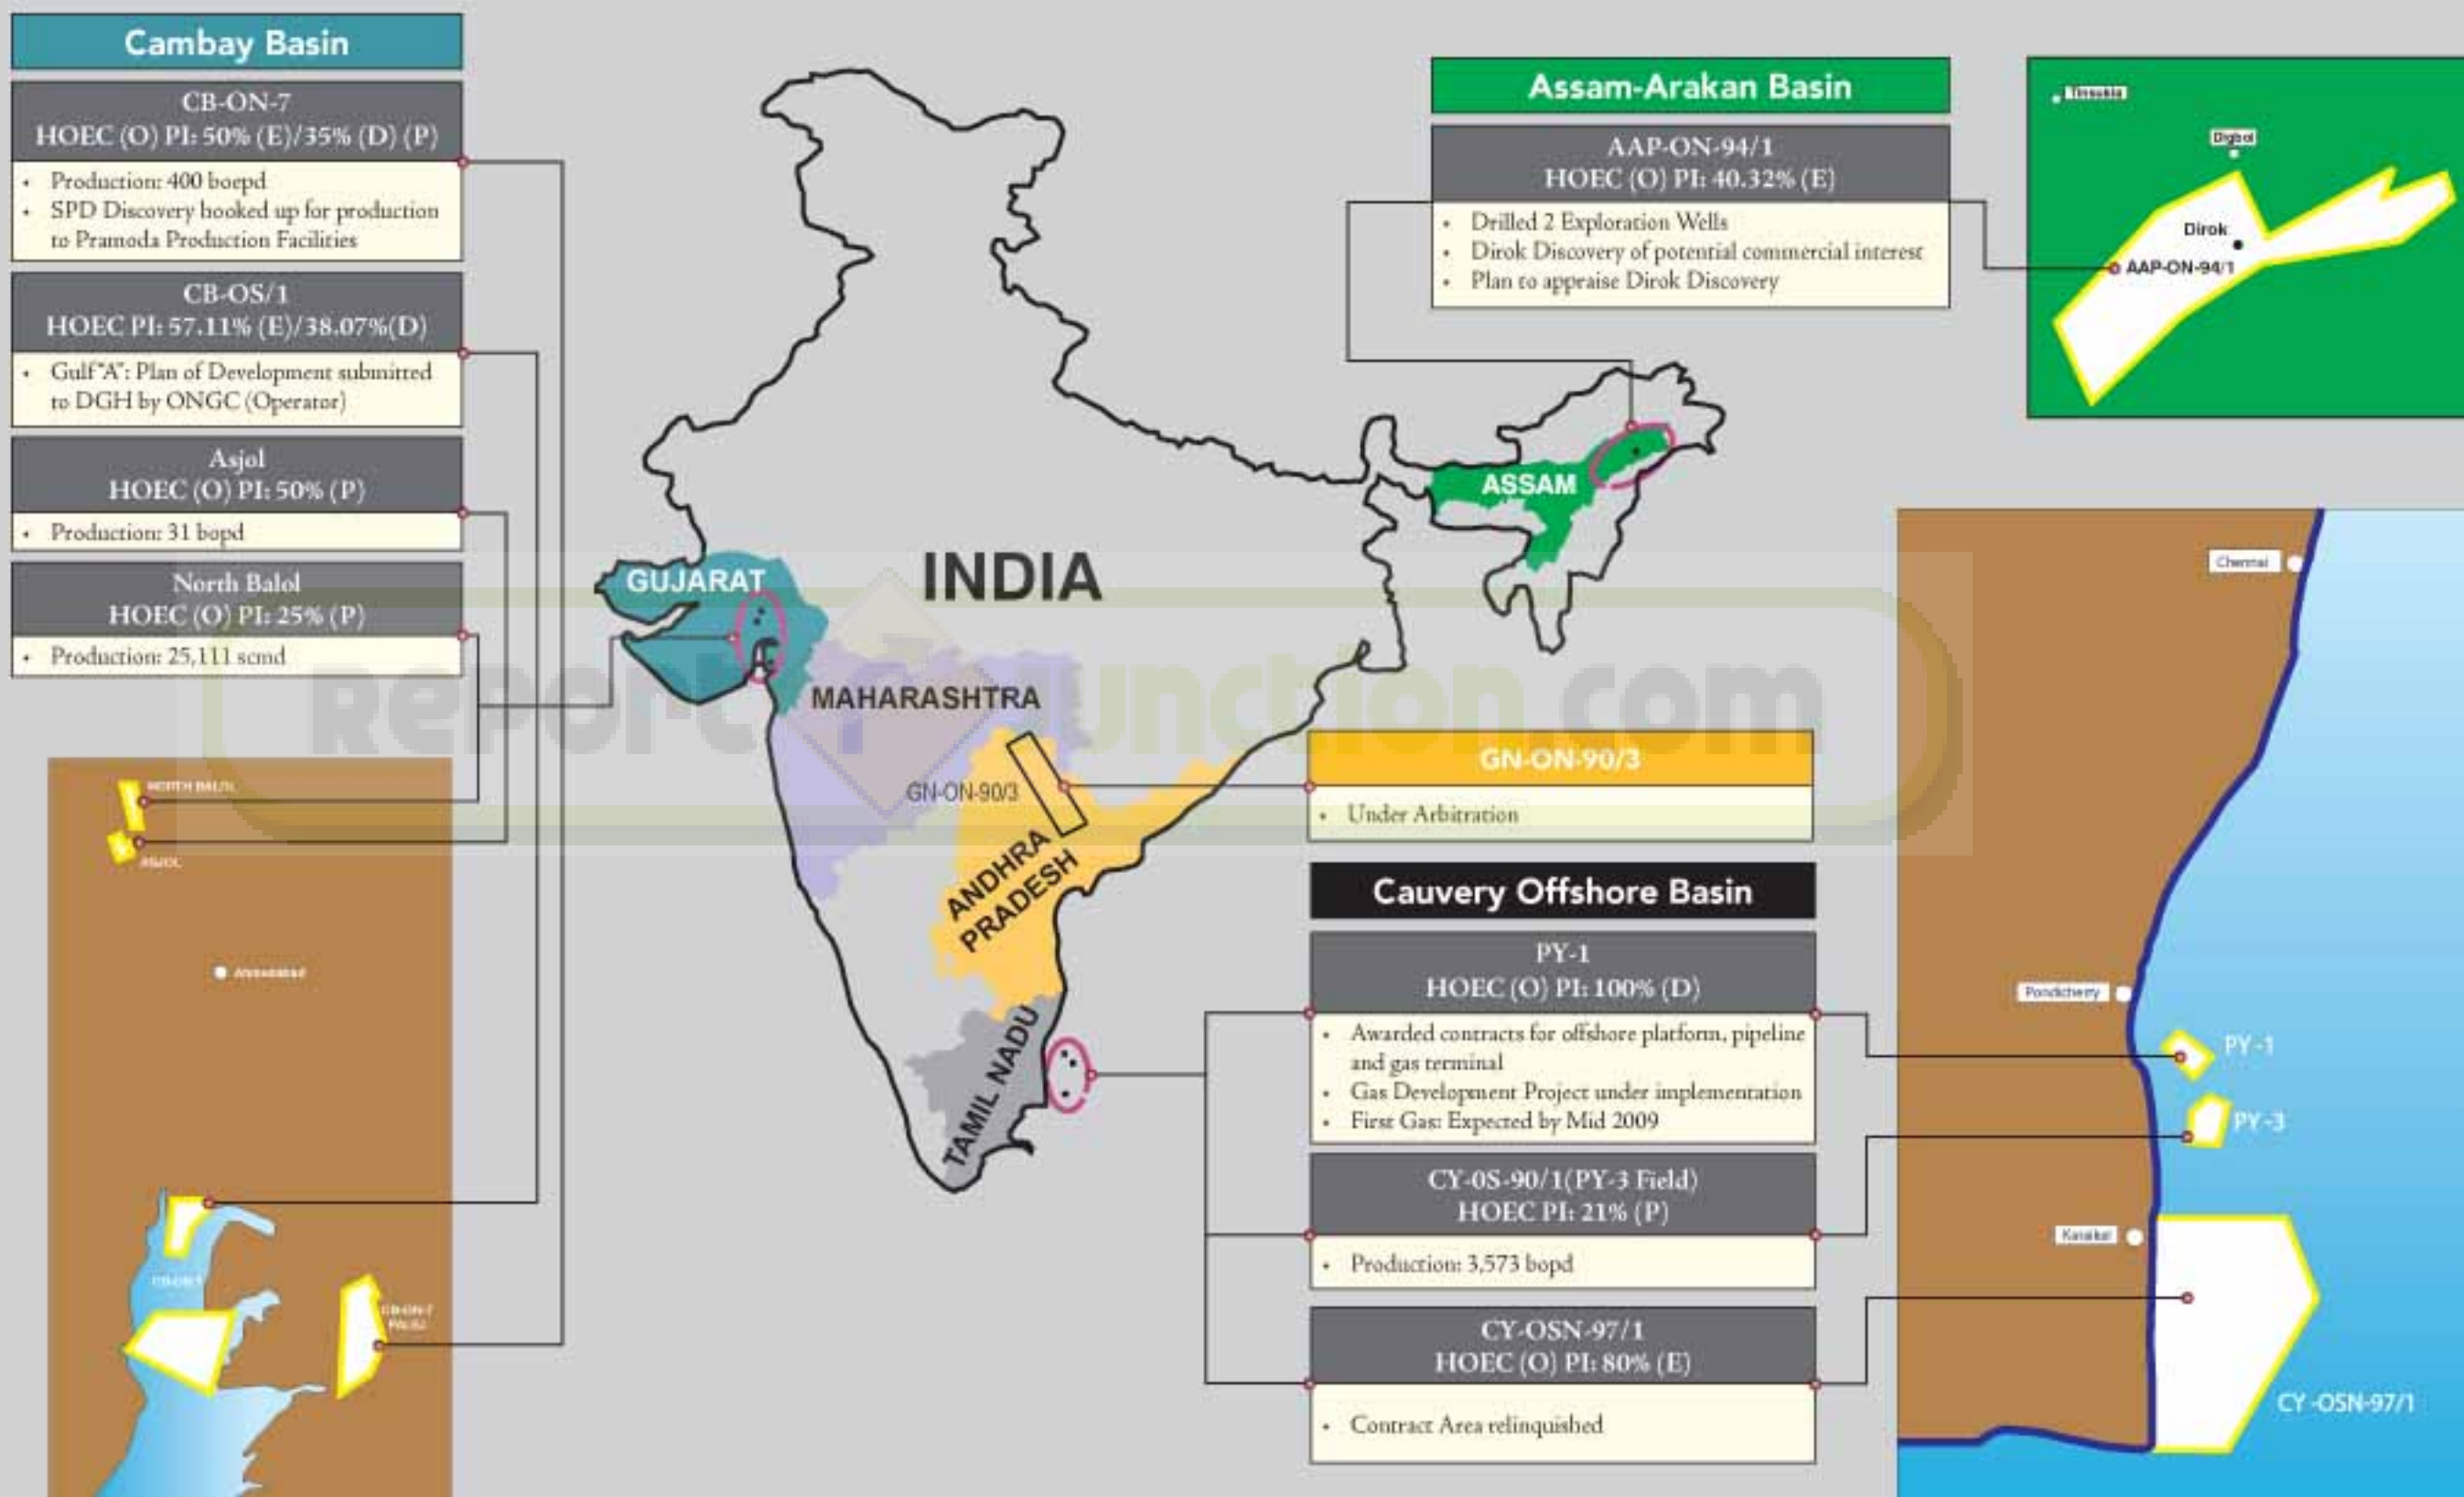 Cambay Basin
CB-ON-7
HOEC (O) PI: 50% (E)/35% (D) (P)
• Production: 400 boepd
• SPD Discovery hooked up for production
to Pramoda Production Facilities
CB-OS/1
HOEC PI: 57.11% (E)/38.07%(D)
• Gulf "A": Plan of Development submitted
to DGH by ONGC (Operator)
Asjol
HOEC (O) PI: 50% (P)
• Production: 31 bopd
North Balol
HOEC (O) PI: 25% (P)
• Production: 25,111 scmd
NORTH BALOL
ASJOL
Ahmedabad
CB-ON-7
Assam-Arakan Basin
AAP-ON-94/1
HOEC (O) PI: 40.32% (E)
• Drilled 2 Exploration Wells
• Dirok Discovery of potential commercial interest
• Plan to appraise Dirok Discovery
Tinsukia
Digboi
Dirok
AAP-ON-94/1
INDIA
ASSAM
GUJARAT
MAHARASHTRA
GN-ON-90/3
ANDHRA
PRADESH
TAMIL NADU
Report Junction.com
GN-ON-90/3
• Under Arbitration
Cauvery Offshore Basin
PY-1
HOEC (O) PI: 100% (D)
• Awarded contracts for offshore platform, pipeline
and gas terminal
• Gas Development Project under implementation
• First Gas: Expected by Mid 2009
CY-0S-90/1(PY-3 Field)
HOEC PI: 21% (P)
• Production: 3,573 bopd
CY-OSN-97/1
HOEC (O) PI: 80% (E)
• Contract Area relinquished
Chennai
Pondicherry
PY-1
PY-3
Karaikal
CY-OSN-97/1